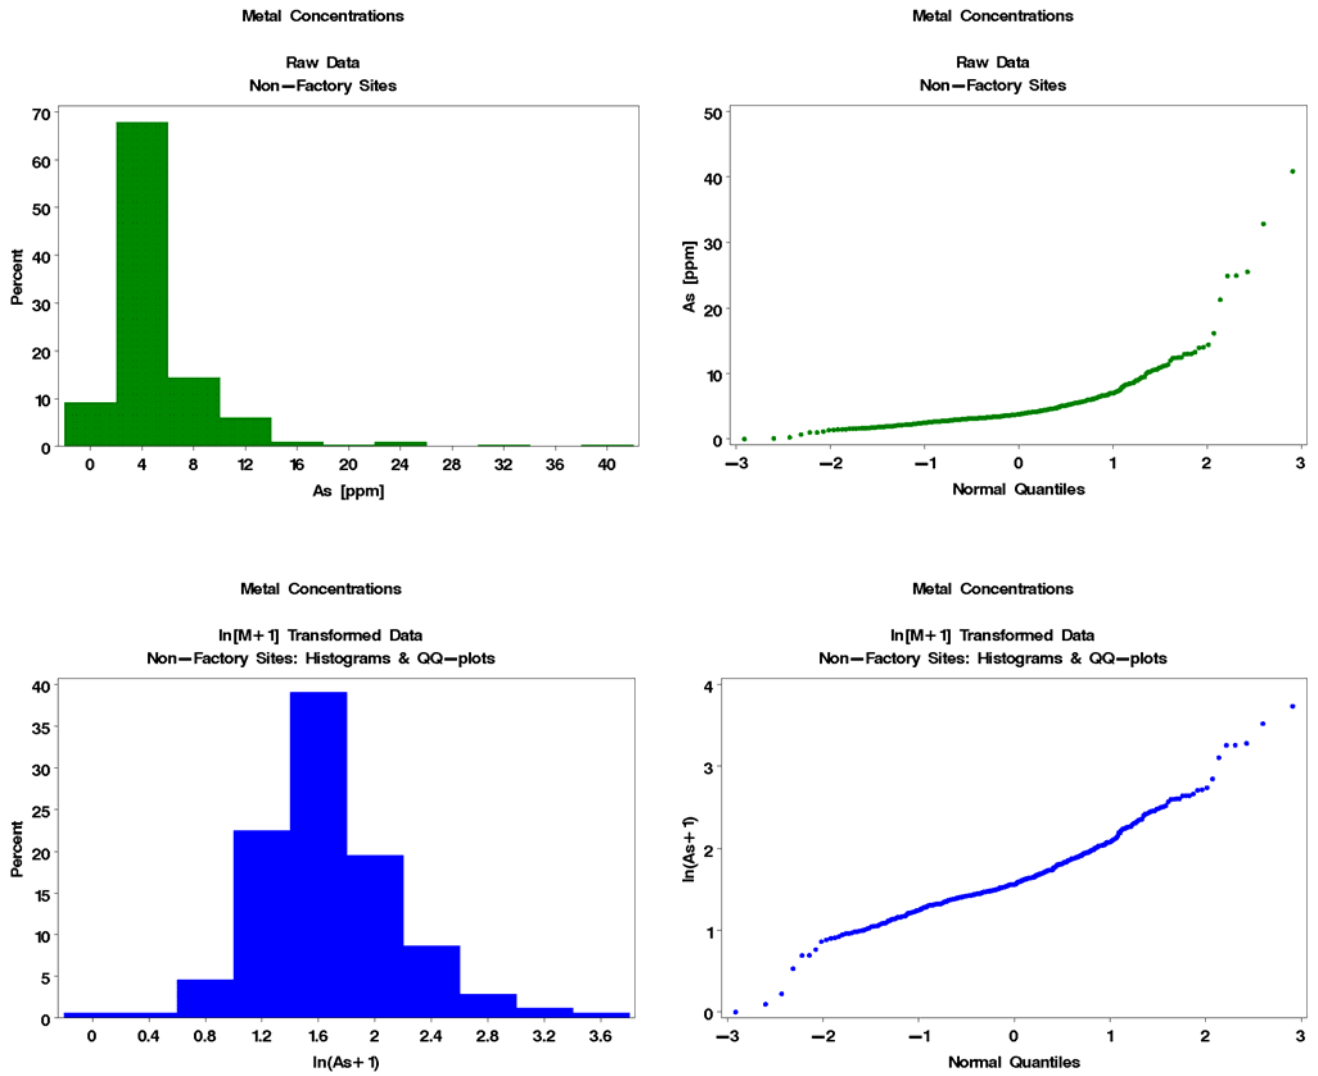 Metal Concentrations
Raw Data
Non—Factory Sites
70
60
50
40
30
20
10
0
Percent
0 4 8 12 16 20 24 28 32 36 40
As [ppm]
Metal Concentrations
Raw Data
Non—Factory Sites
50
40
30
20
10
0
As [ppm]
—3 —2 —1 0 1 2 3
Normal Quantiles
Metal Concentrations
ln[M+1] Transformed Data
Non—Factory Sites: Histograms & QQ—plots
40
35
30
25
20
15
10
5
0
Percent
0 0.4 0.8 1.2 1.6 2 2.4 2.8 3.2 3.6
ln(As+1)
Metal Concentrations
ln[M+1] Transformed Data
Non—Factory Sites: Histograms & QQ—plots
4
3
2
1
0
ln(As+1)
—3 —2 —1 0 1 2 3
Normal Quantiles